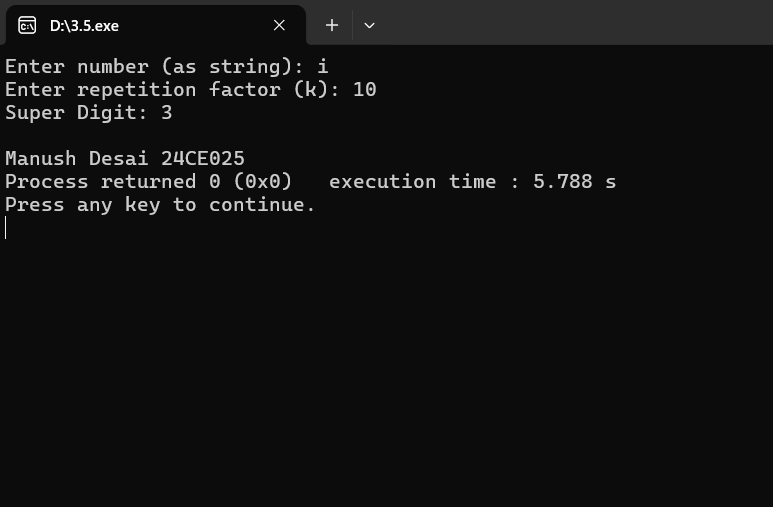 D:\3.5.exe
Enter number (as string): i
Enter repetition factor (k): 10
Super Digit: 3
Manush Desai 24CE025
Process returned 0 (0x0)   execution time : 5.788 s
Press any key to continue.